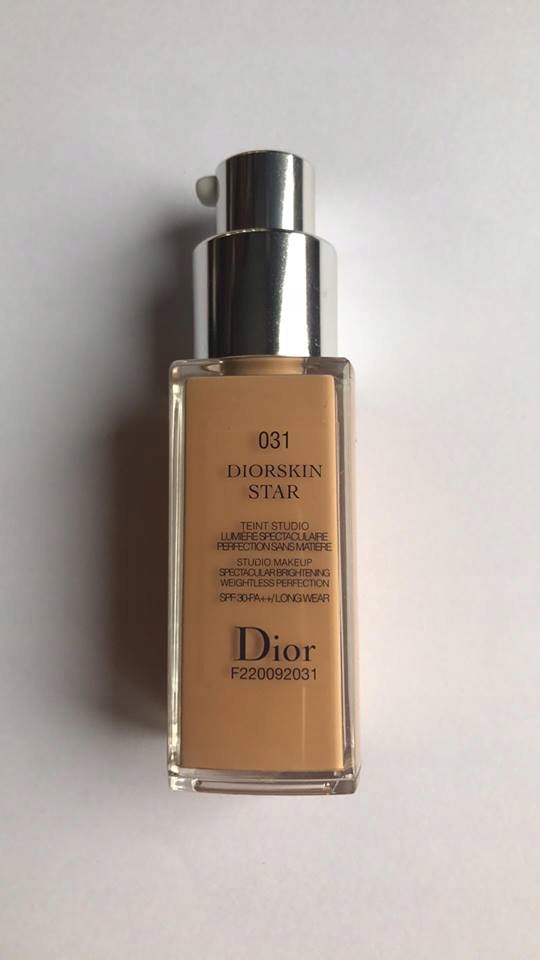 031
DIORSKIN
STAR
TEINT STUDIO
LUMIÈRE SPECTACULAIRE
PERFECTION SANS MATIÈRE
STUDIO MAKEUP
SPECTACULAR BRIGHTENING
WEIGHTLESS PERFECTION
SPF 30-PA++/LONG WEAR
Dior
F220092031